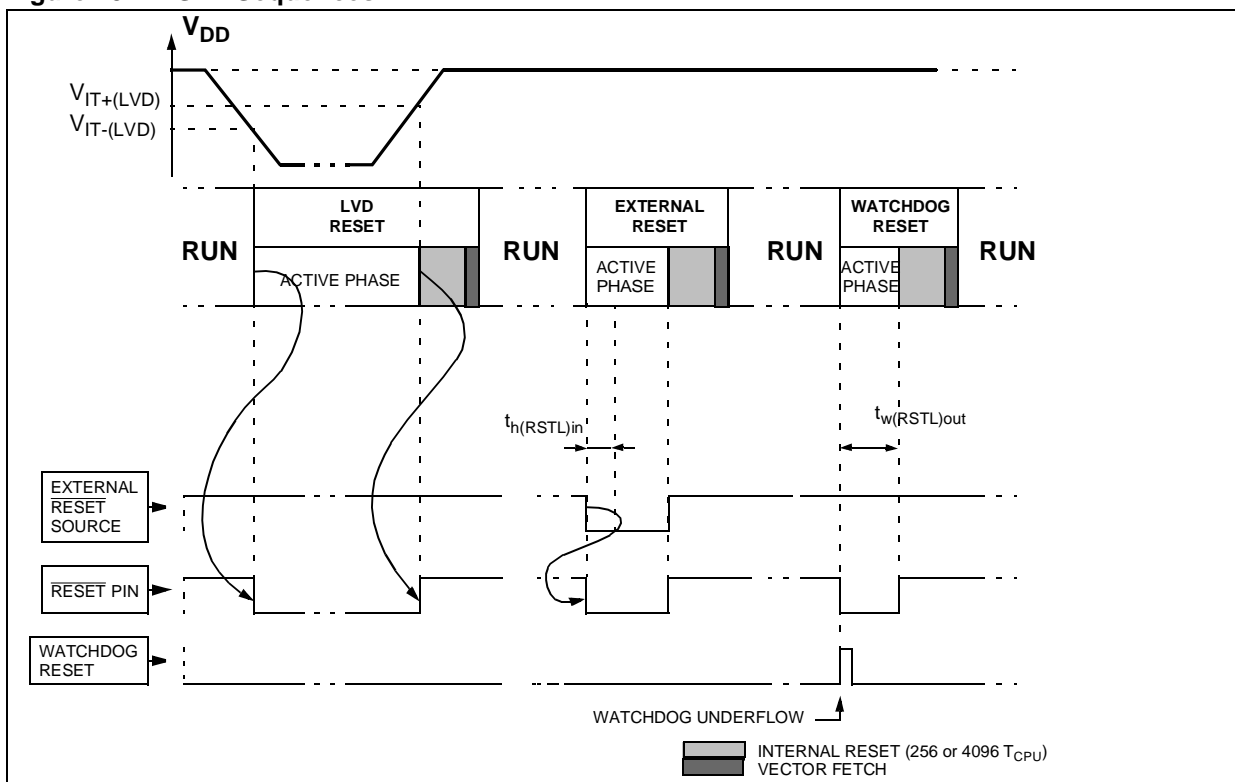 V_DD
V_IT+(LVD)
V_IT-(LVD)
LVD
RESET
EXTERNAL
RESET
WATCHDOG
RESET
RUN
RUN
RUN
RUN
ACTIVE PHASE
ACTIVE
PHASE
ACTIVE
PHASE
t_h(RSTL)in
t_w(RSTL)out
EXTERNAL
RESET
SOURCE
RESET PIN
WATCHDOG
RESET
WATCHDOG UNDERFLOW
INTERNAL RESET (256 or 4096 T_CPU)
VECTOR FETCH